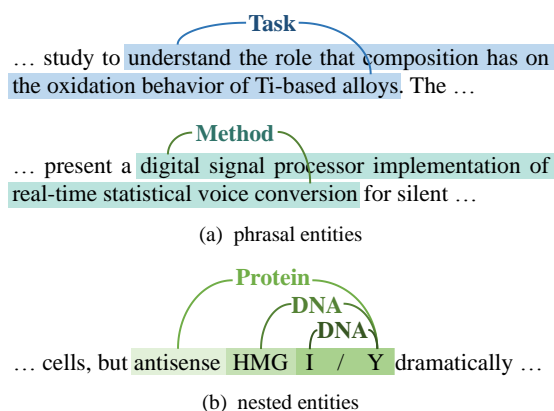 Task
… study to understand the role that composition has on
the oxidation behavior of Ti-based alloys. The …
Method
… present a digital signal processor implementation of
real-time statistical voice conversion for silent …
(a) phrasal entities
Protein
DNA
DNA
… cells, but antisense HMG I / Y dramatically …
(b) nested entities